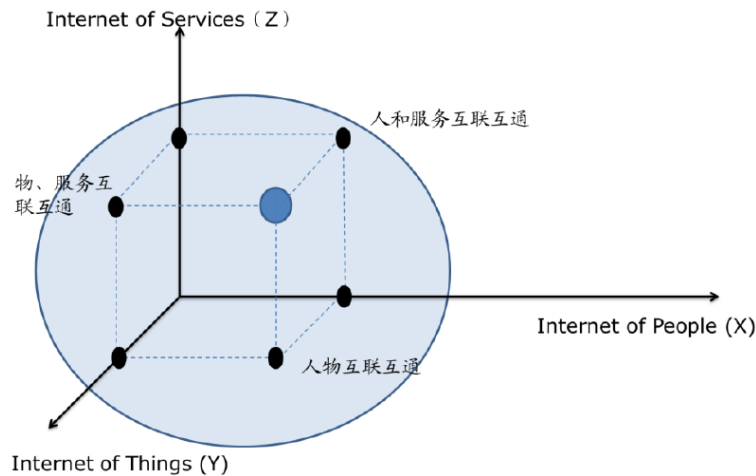 Internet of Services（Z）
人和服务互联互通
物、服务互
联互通
Internet of People (X)
人物互联互通
Internet of Things (Y)